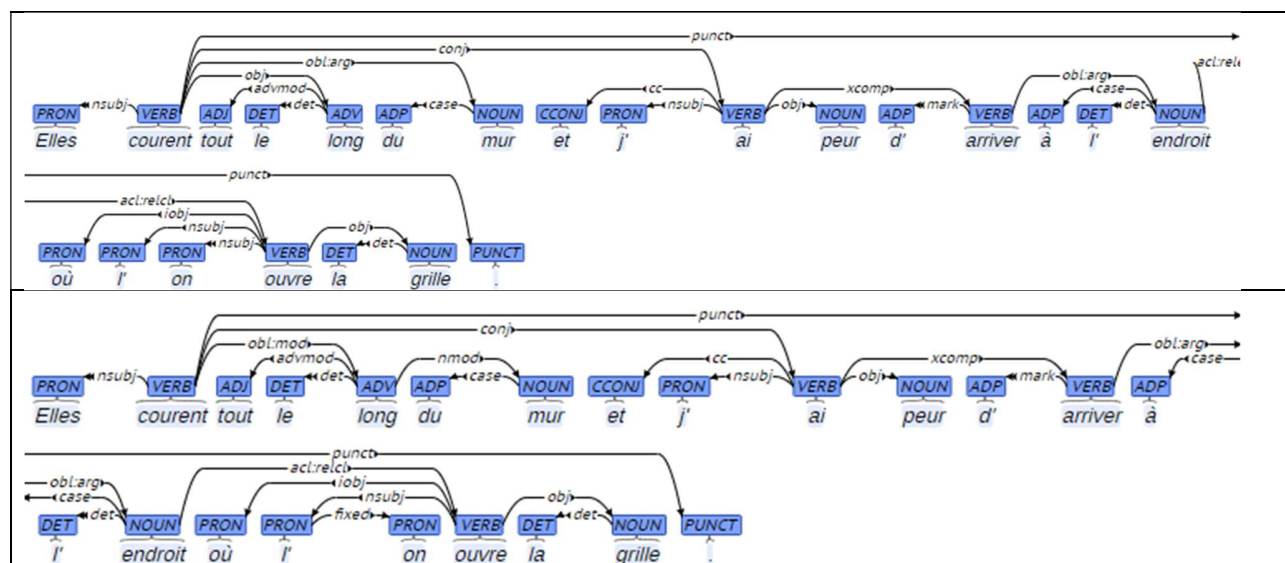 punct
conj
obl:arg
obj
advmod cc xcomp obl:arg acl:rele
nsubj det case nsubj obj mark case det
PRON VERB ADJ DET ADV ADP NOUN CCONJ PRON VERB NOUN ADP VERB ADP DET NOUN
Elles courent tout le long du mur et j' ai peur d' arriver à l' endroit
punct
acl:relcl
iobj
nsubj obj
nsubj det
PRON PRON PRON VERB DET NOUN PUNCT
où l' on ouvre la grille .
punct
conj
obl:mod obl:arg
advmod nmod cc xcomp case
nsubj det case nsubj obj mark
PRON VERB ADJ DET ADV ADP NOUN CCONJ PRON VERB NOUN ADP VERB ADP
Elles courent tout le long du mur et j' ai peur d' arriver à
punct
acl:relcl
obl:arg iobj
case nsubj obj
det fixed det
DET NOUN PRON PRON PRON VERB DET NOUN PUNCT
l' endroit où l' on ouvre la grille .